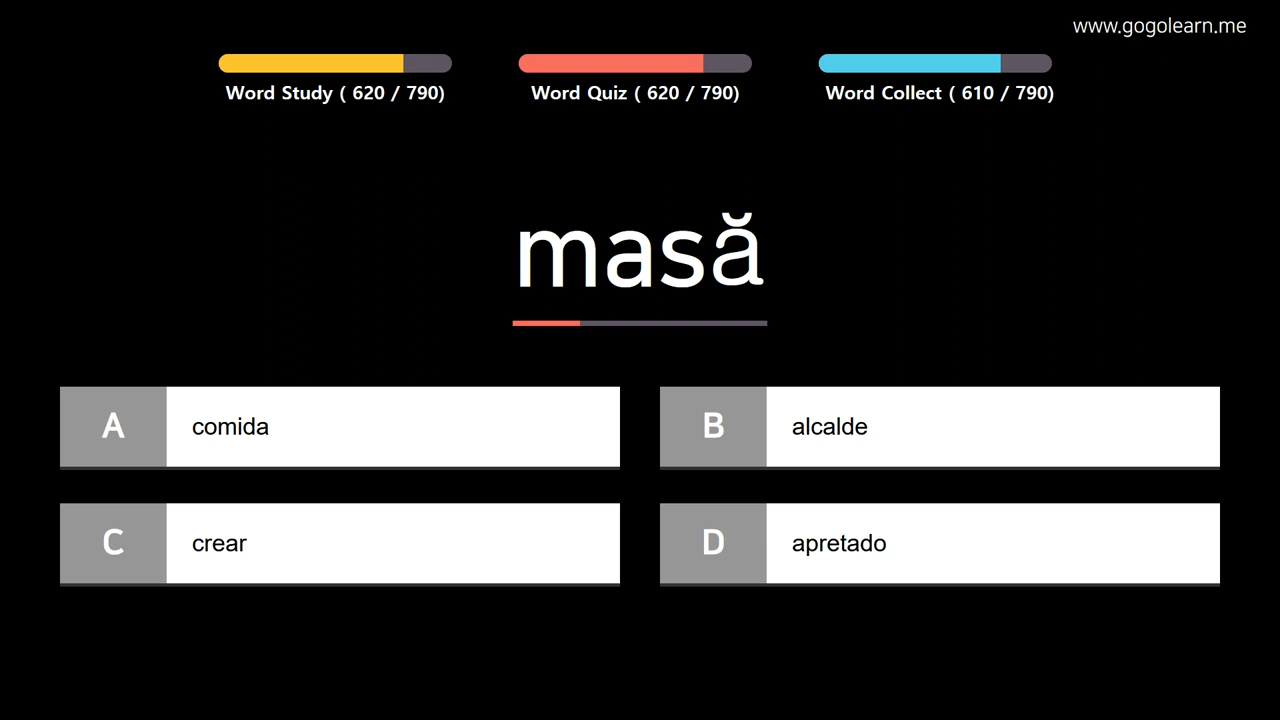 www.gogolearn.me
Word Study ( 620 / 790)
Word Quiz ( 620 / 790)
Word Collect ( 610 / 790)
masă
A comida
B alcalde
C crear
D apretado